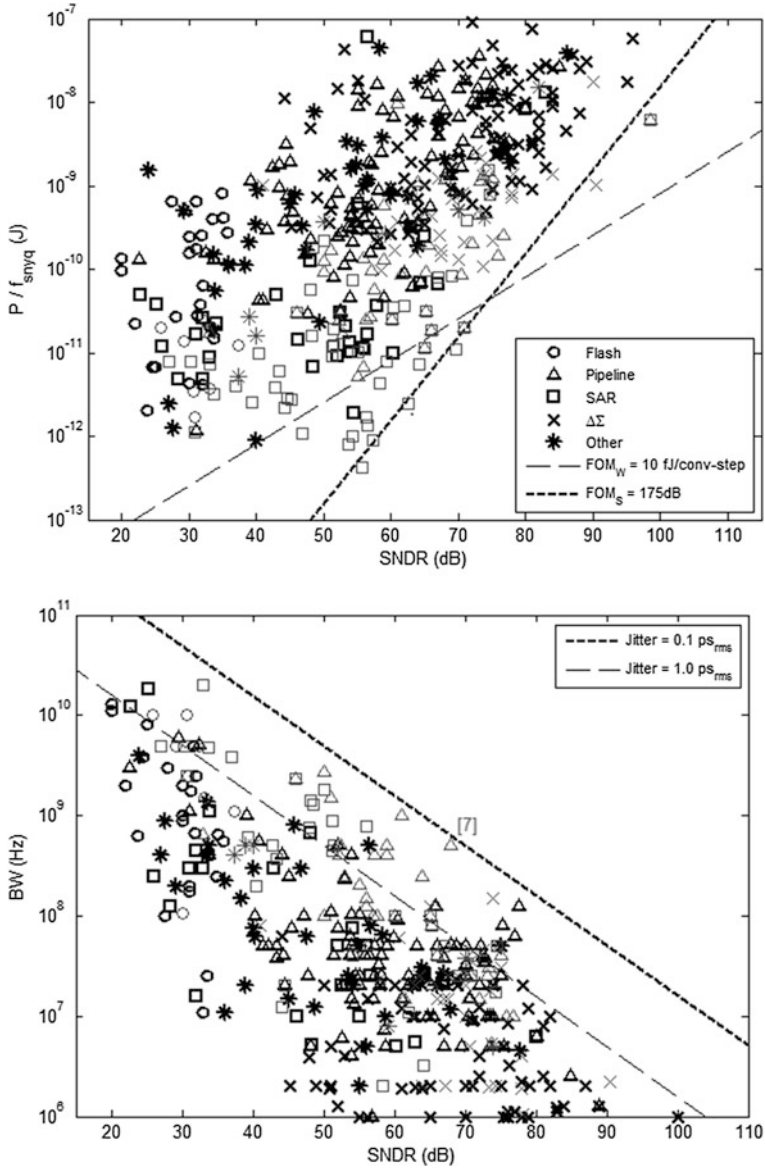 10^-7
10^-8
10^-9
10^-10
10^-11
10^-12
10^-13
P / f_snyq (J)
Flash
Pipeline
SAR
ΔΣ
Other
FOM_W = 10 fJ/conv-step
FOM_S = 175dB
20 30 40 50 60 70 80 90 100 110
SNDR (dB)
10^11
10^10
10^9
10^8
10^7
10^6
BW (Hz)
Jitter = 0.1 ps_rms
Jitter = 1.0 ps_rms
[7]
20 30 40 50 60 70 80 90 100 110
SNDR (dB)